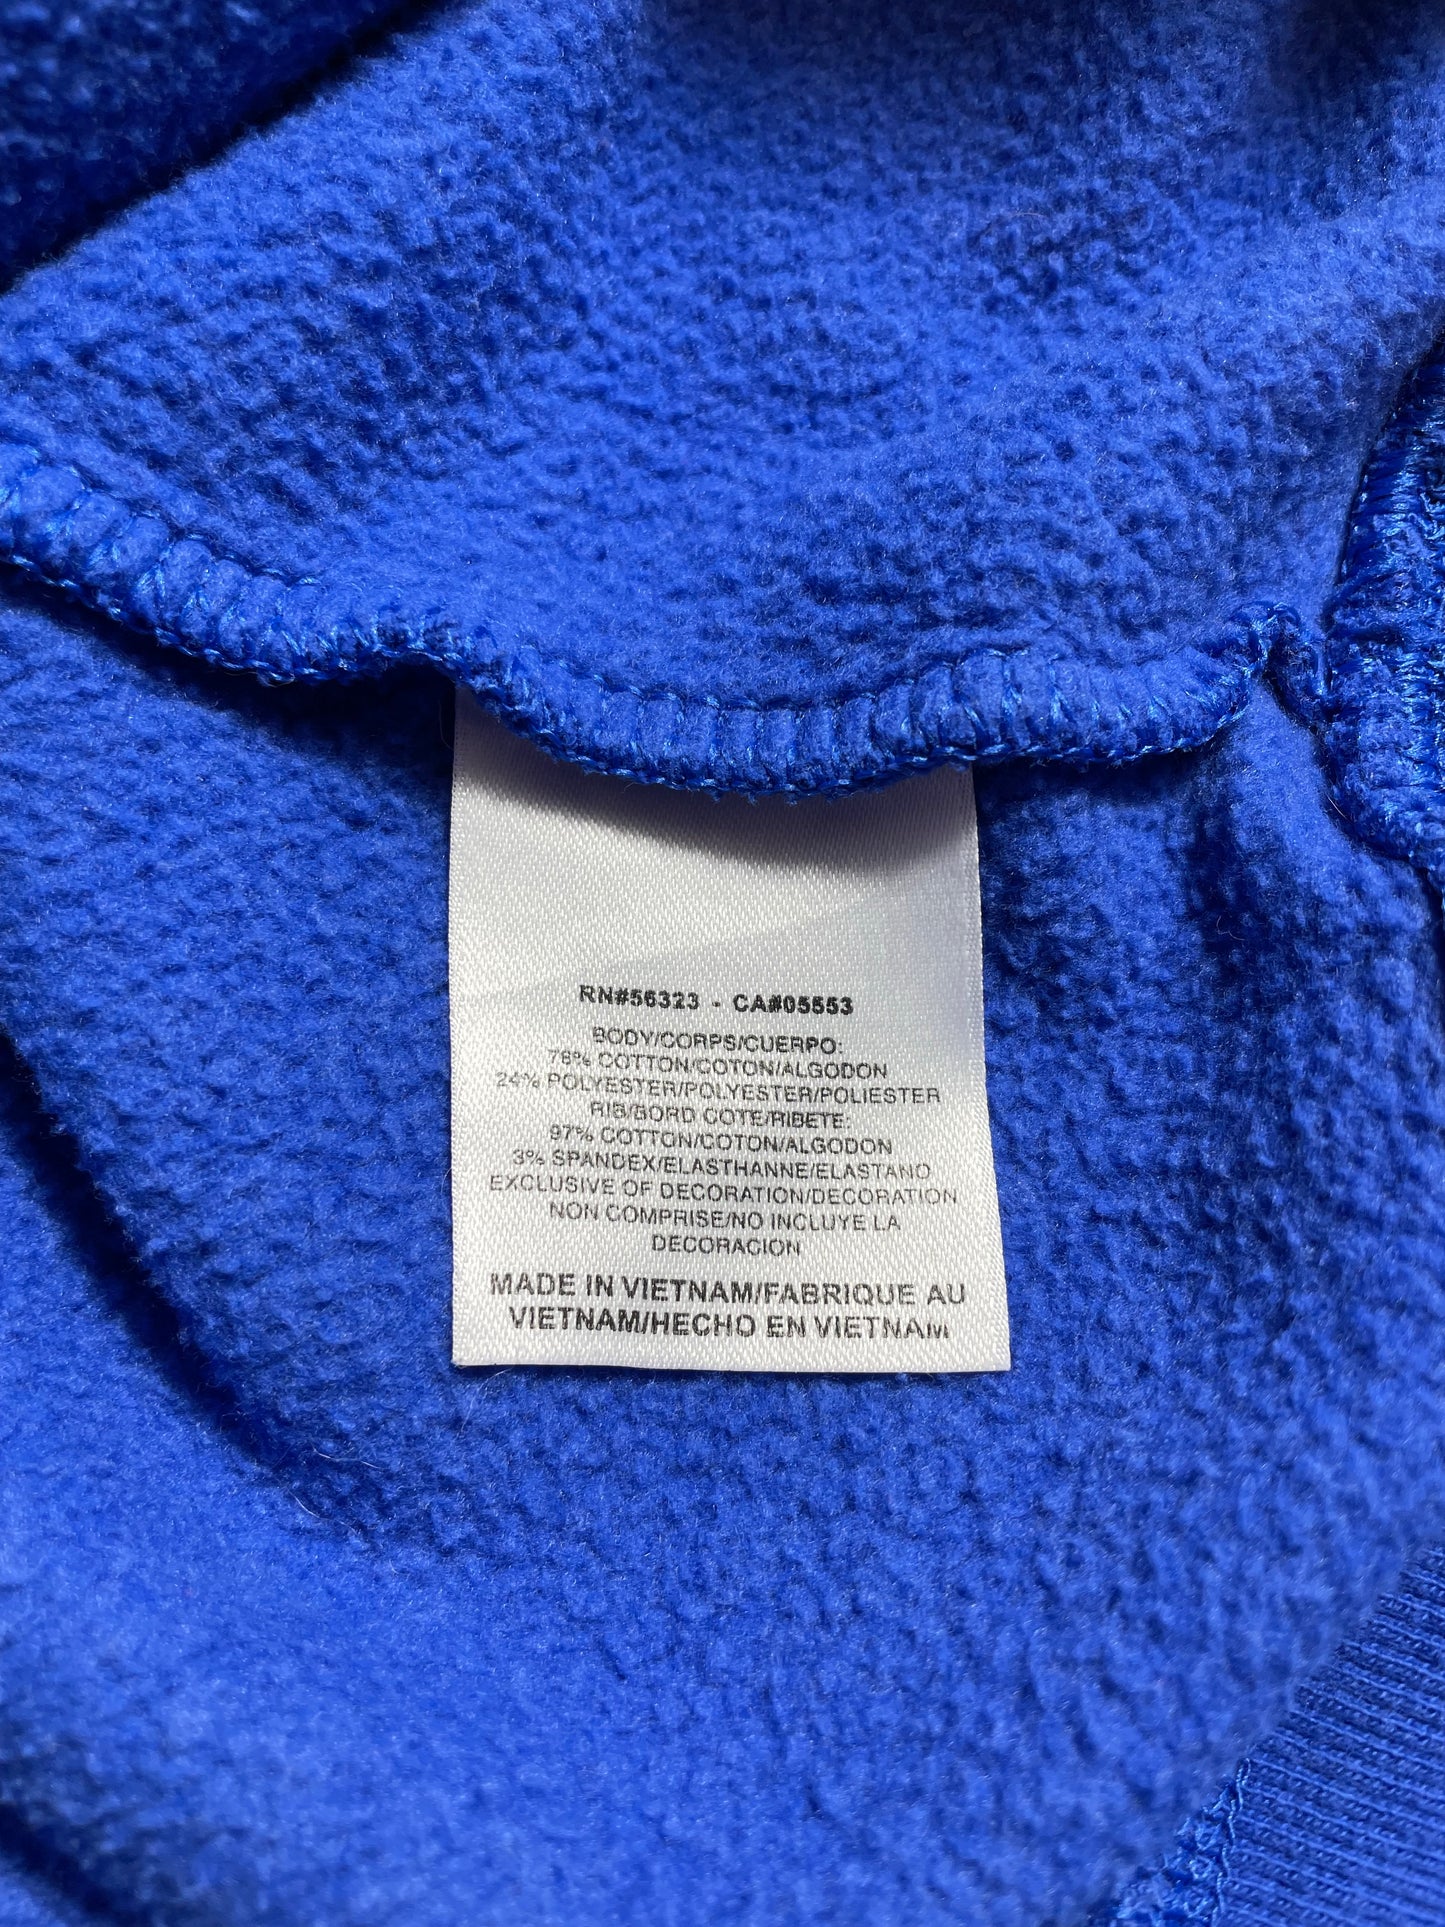 RN#56323 - CA#05553
BODY/CORPS/CUERPO:
76% COTTON/COTON/ALGODON
24% POLYESTER/POLYESTER/POLIESTER
RIB/BORD COTE/RIBETE:
97% COTTON/COTON/ALGODON
3% SPANDEX/ELASTHANNE/ELASTANO
EXCLUSIVE OF DECORATION/DECORATION
NON COMPRISE/NO INCLUYE LA
DECORACION
MADE IN VIETNAM/FABRIQUE AU
VIETNAM/HECHO EN VIETNAM